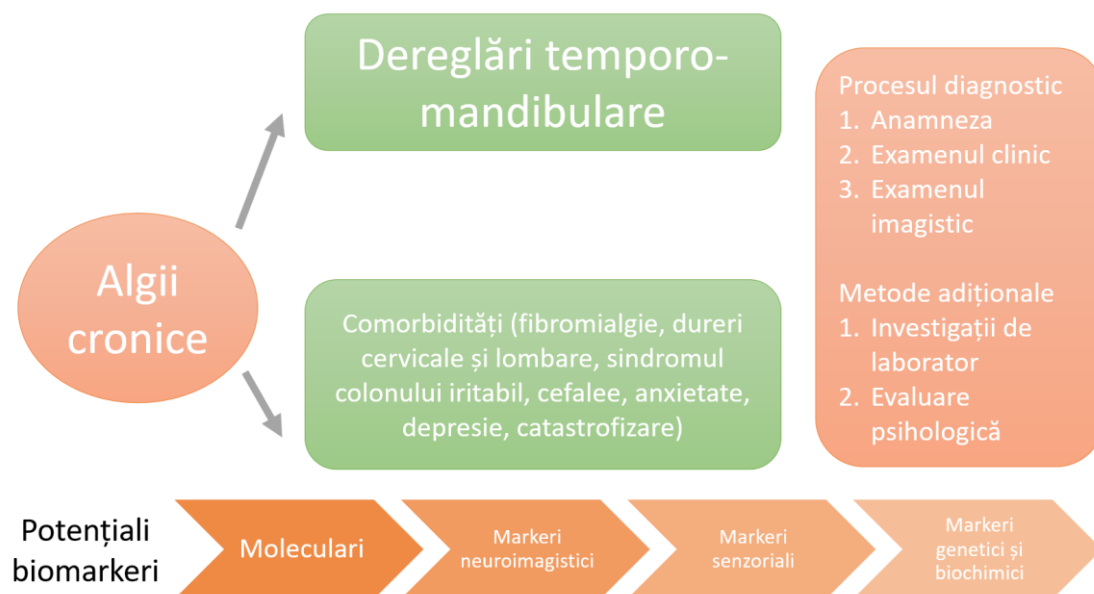 Dereglări temporo-
mandibulare
Algii
cronice
Comorbidități (fibromialgie, dureri
cervicale și lombare, sindromul
colonului iritabil, cefalee, anxietate,
depresie, catastrofizare)
Procesul diagnostic
1. Anamneza
2. Examenul clinic
3. Examenul
imagistic
Metode adiționale
1. Investigații de
laborator
2. Evaluare
psihologică
Potențiali
biomarkeri
Moleculari
Markeri
neuroimagistici
Markeri
senzoriali
Markeri
genetici și
biochimici